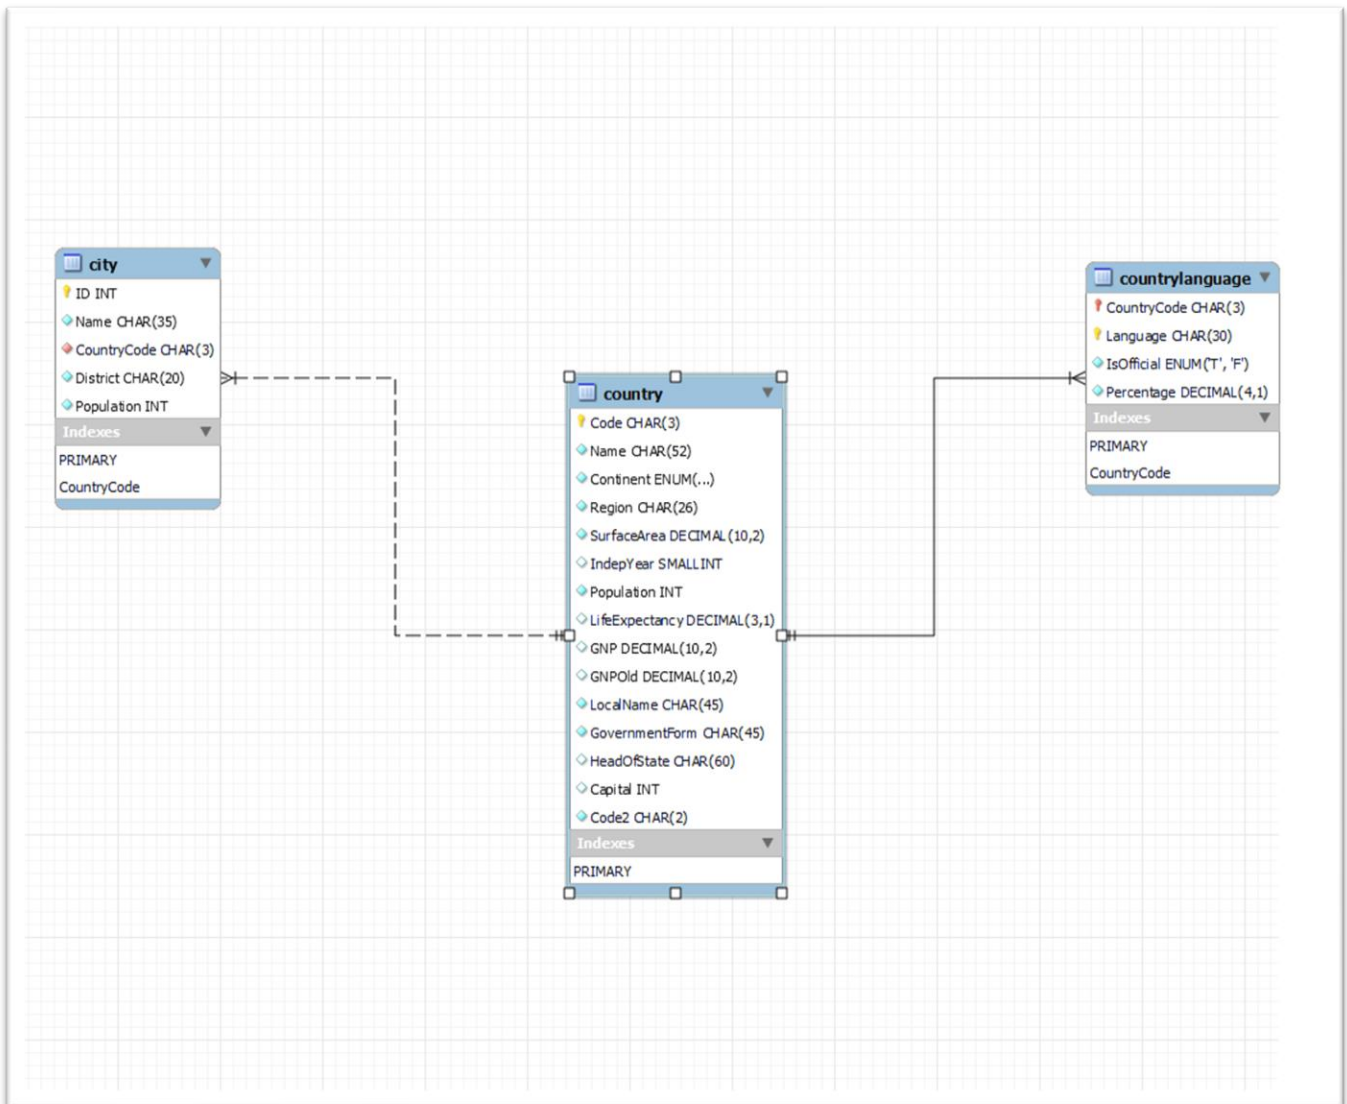 city
ID INT
Name CHAR(35)
CountryCode CHAR(3)
District CHAR(20)
Population INT
Indexes
PRIMARY
CountryCode
country
Code CHAR(3)
Name CHAR(52)
Continent ENUM(...)
Region CHAR(26)
SurfaceArea DECIMAL(10,2)
IndepYear SMALLINT
Population INT
LifeExpectancy DECIMAL(3,1)
GNP DECIMAL(10,2)
GNPOld DECIMAL(10,2)
LocalName CHAR(45)
GovernmentForm CHAR(45)
HeadOfState CHAR(60)
Capital INT
Code2 CHAR(2)
Indexes
PRIMARY
countrylanguage
CountryCode CHAR(3)
Language CHAR(30)
IsOfficial ENUM('T', 'F')
Percentage DECIMAL(4,1)
Indexes
PRIMARY
CountryCode